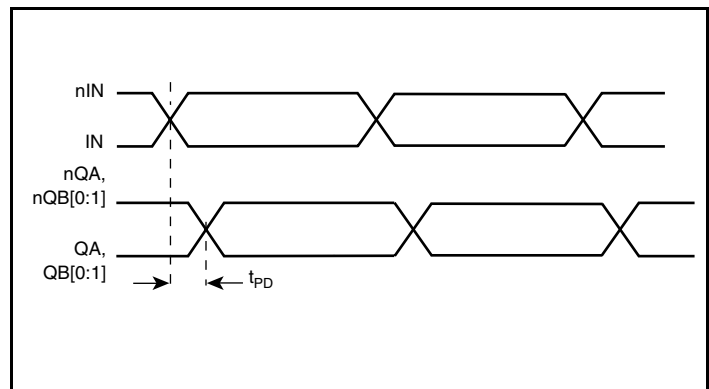 nIN
IN
nQA,
nQB[0:1]
QA,
QB[0:1]
tPD